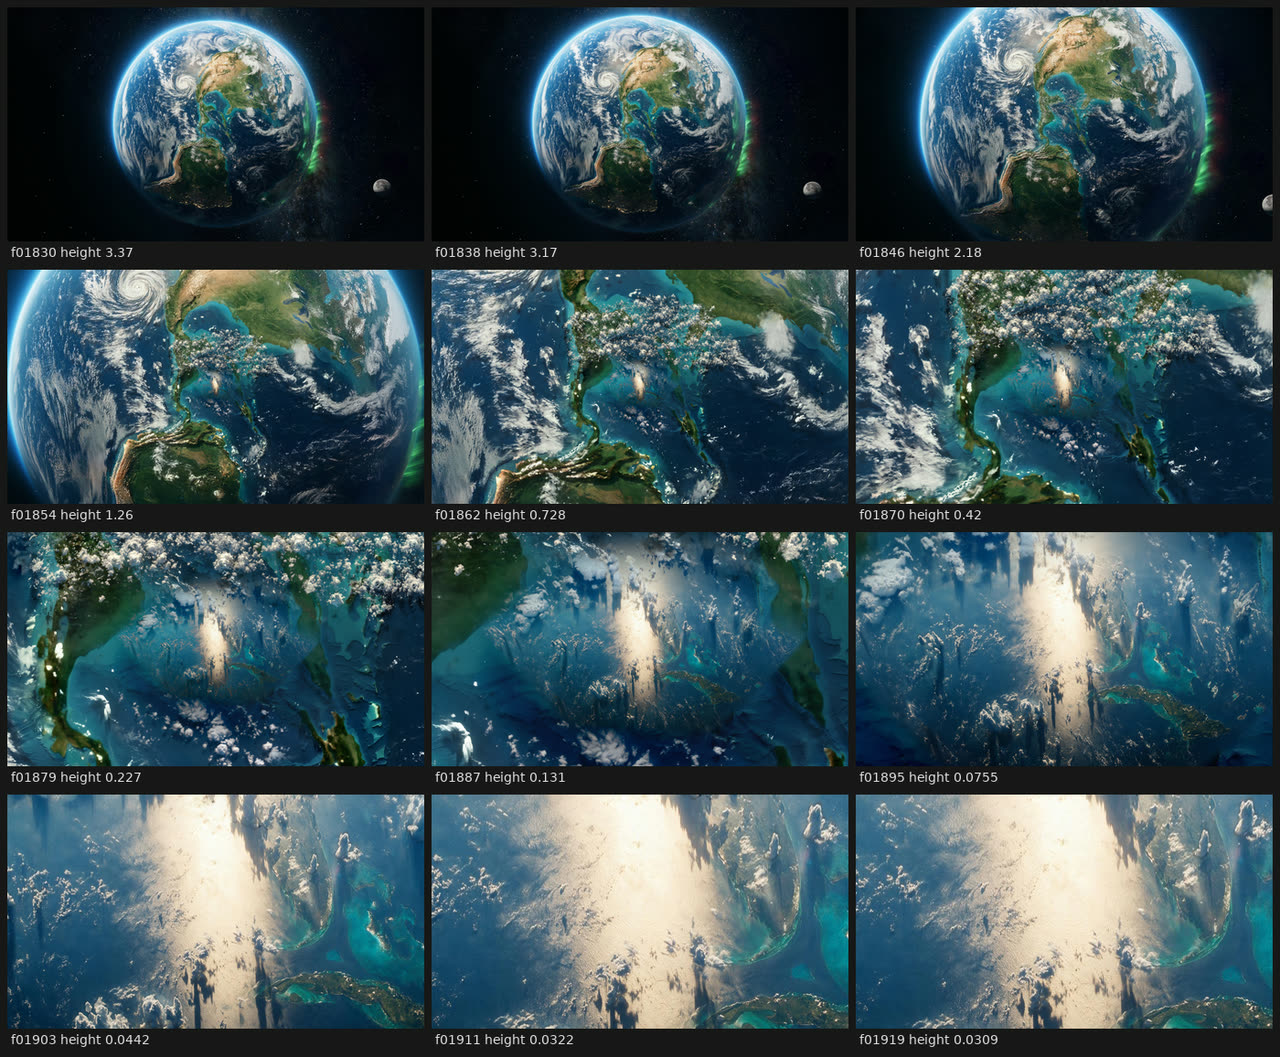 f01830 height 3.37
f01838 height 3.17
f01846 height 2.18
f01854 height 1.26
f01862 height 0.728
f01870 height 0.42
f01879 height 0.227
f01887 height 0.131
f01895 height 0.0755
f01903 height 0.0442
f01911 height 0.0322
f01919 height 0.0309